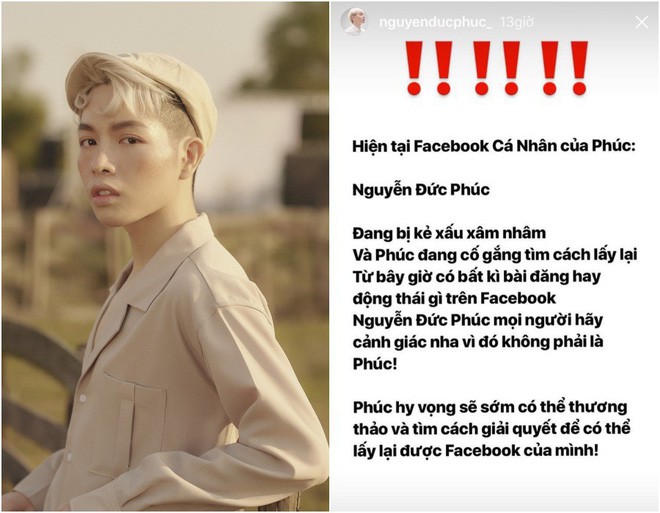 nguyenducphuc_ 13giờ
‼️‼️‼️
Hiện tại Facebook Cá Nhân của Phúc:
Nguyễn Đức Phúc
Đang bị kẻ xấu xâm nhâm
Và Phúc đang cố gắng tìm cách lấy lại
Từ bây giờ có bất kì bài đăng hay
động thái gì trên Facebook
Nguyễn Đức Phúc mọi người hãy
cảnh giác nha vì đó không phải là
Phúc!
Phúc hy vọng sẽ sớm có thể thương
thảo và tìm cách giải quyết để có thể
lấy lại được Facebook của mình!